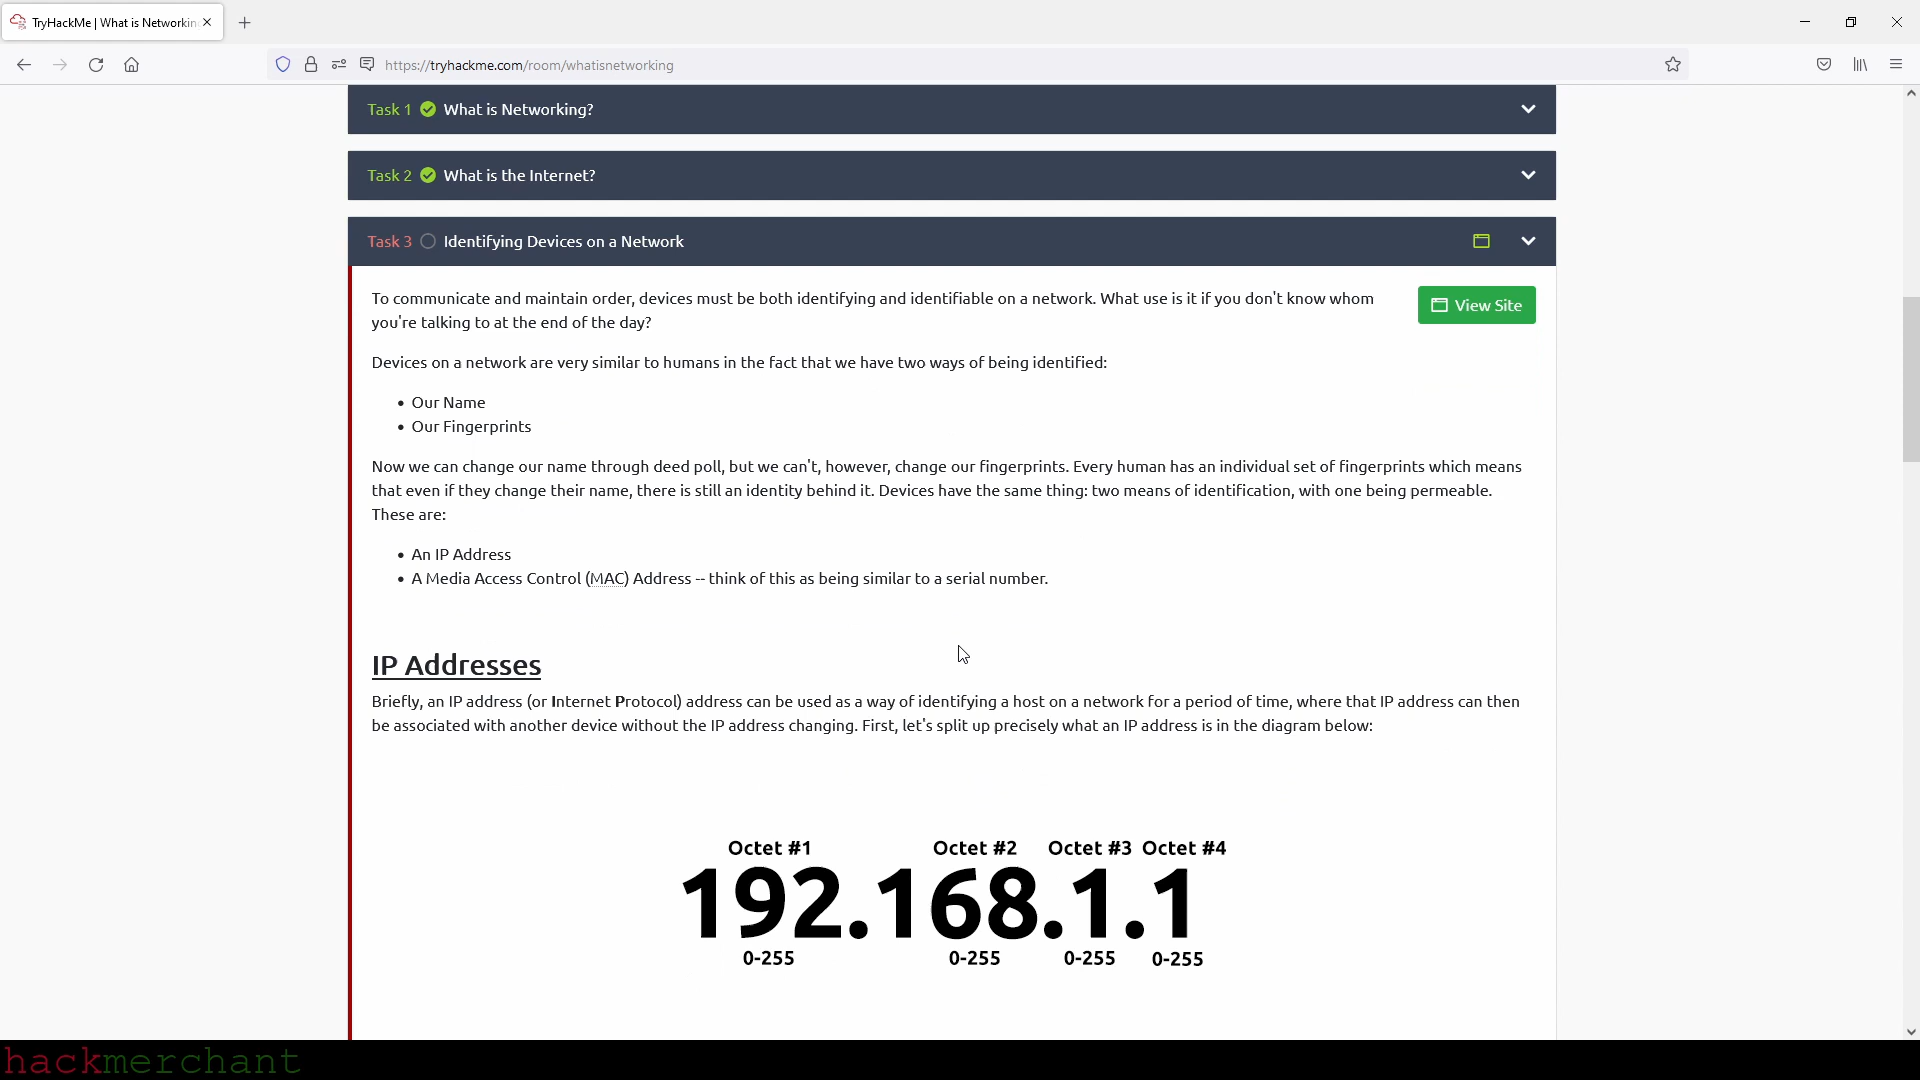 TryHackMe | What is Networkin
https://tryhackme.com/room/whatisnetworking
Task 1 What is Networking?
Task 2 What is the Internet?
Task 3 Identifying Devices on a Network
To communicate and maintain order, devices must be both identifying and identifiable on a network. What use is it if you don't know whom
you're talking to at the end of the day?
View Site
Devices on a network are very similar to humans in the fact that we have two ways of being identified:
• Our Name
• Our Fingerprints
Now we can change our name through deed poll, but we can't, however, change our fingerprints. Every human has an individual set of fingerprints which means
that even if they change their name, there is still an identity behind it. Devices have the same thing: two means of identification, with one being permeable.
These are:
• An IP Address
• A Media Access Control (MAC) Address -- think of this as being similar to a serial number.
IP Addresses
Briefly, an IP address (or Internet Protocol) address can be used as a way of identifying a host on a network for a period of time, where that IP address can then
be associated with another device without the IP address changing. First, let's split up precisely what an IP address is in the diagram below:
Octet #1 Octet #2 Octet #3 Octet #4
192.168.1.1
0-255 0-255 0-255 0-255
hackmerchant